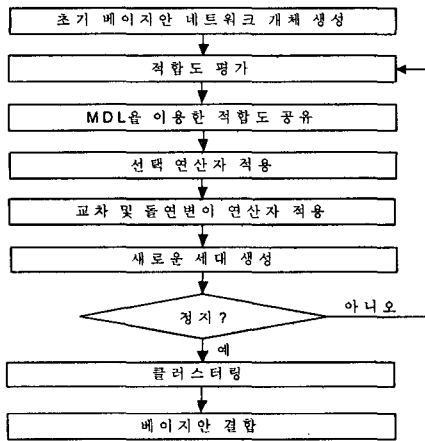 초기 베이지안 네트워크 개체 생성
적합도 평가
MDL을 이용한 적합도 공유
선택 연산자 적용
교차 및 돌연변이 연산자 적용
새로운 세대 생성
정지?
아니오
예
클러스터링
베이지안 결합